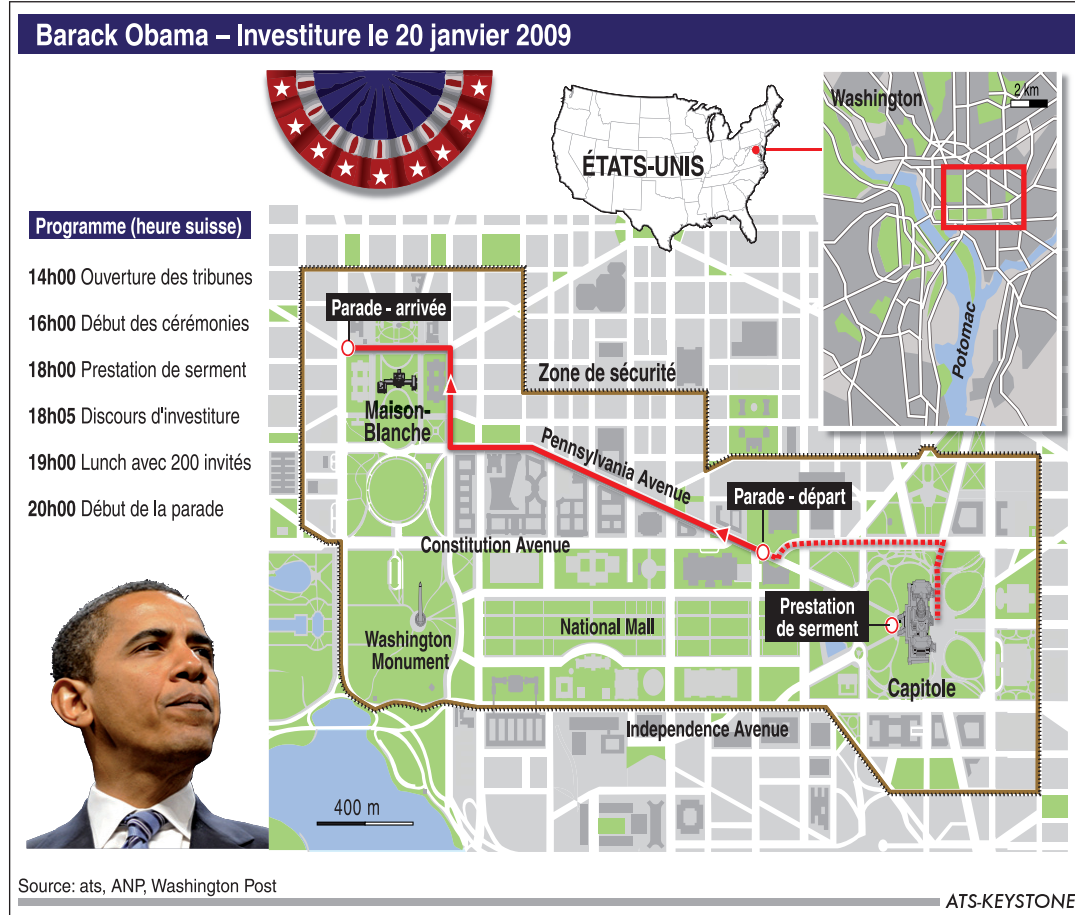 Barack Obama – Investiture le 20 janvier 2009
Washington
2 km
ÉTATS-UNIS
Potomac
Programme (heure suisse)
14h00 Ouverture des tribunes
16h00 Début des cérémonies
18h00 Prestation de serment
18h05 Discours d'investiture
19h00 Lunch avec 200 invités
20h00 Début de la parade
Parade - arrivée
Zone de sécurité
Maison-
Blanche
Pennsylvania Avenue
Parade - départ
Constitution Avenue
Prestation
de serment
National Mall
Washington
Monument
Capitole
Independence Avenue
400 m
Source: ats, ANP, Washington Post
ATS-KEYSTONE